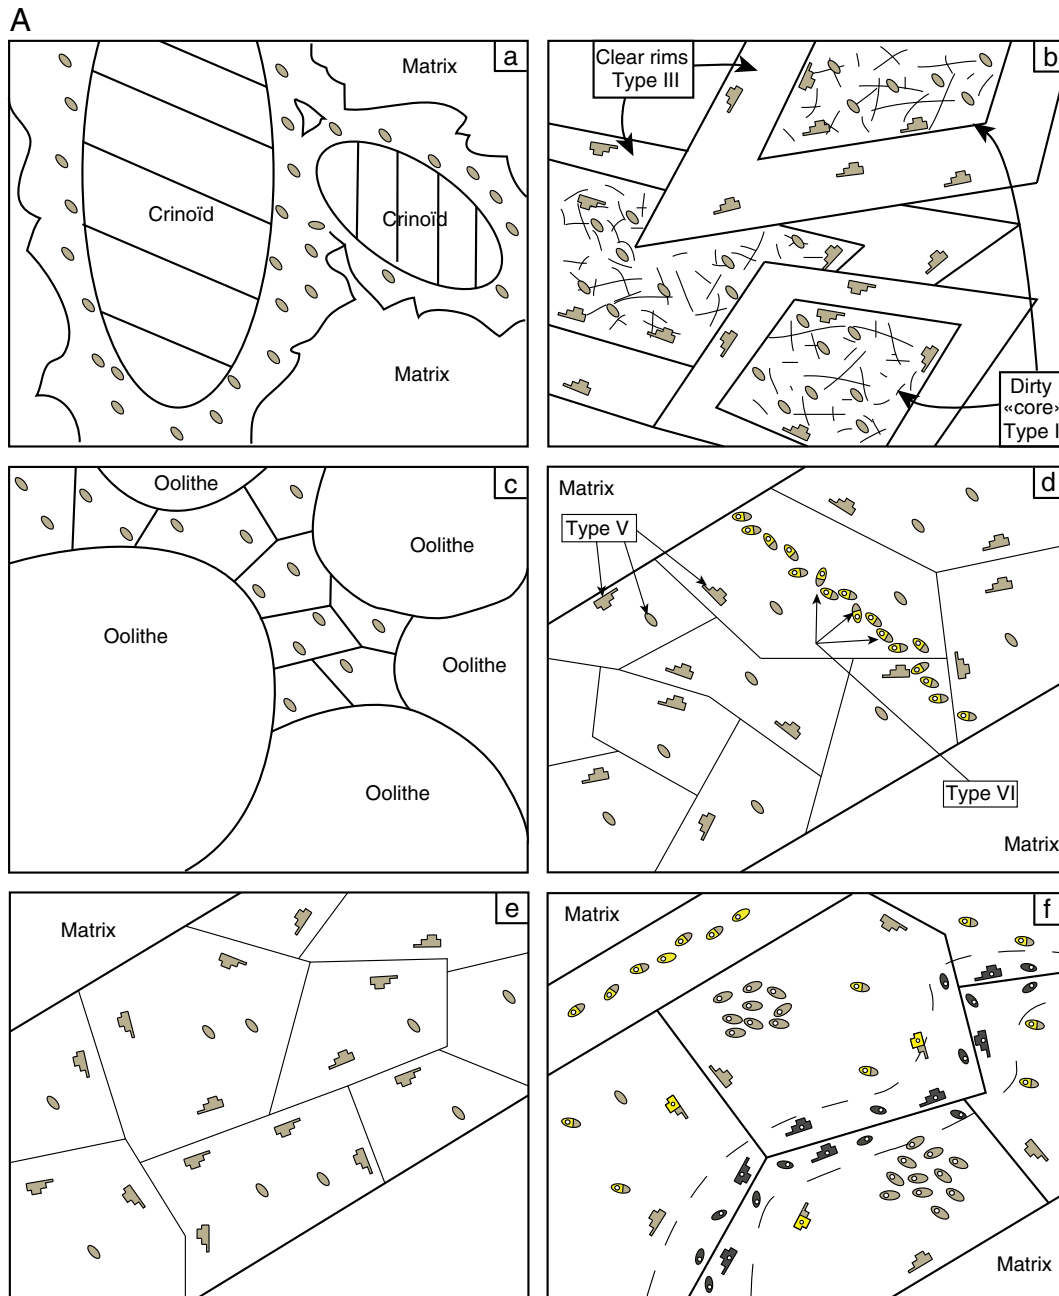 A
a
Matrix
Crinoïd
Crinoïd
Matrix
b
Clear rims
Type III
Dirty
«core»
Type I
c
Oolithe
Oolithe
Oolithe
Oolithe
Oolithe
d
Matrix
Type V
Type VI
Matrix
e
Matrix
f
Matrix
Matrix